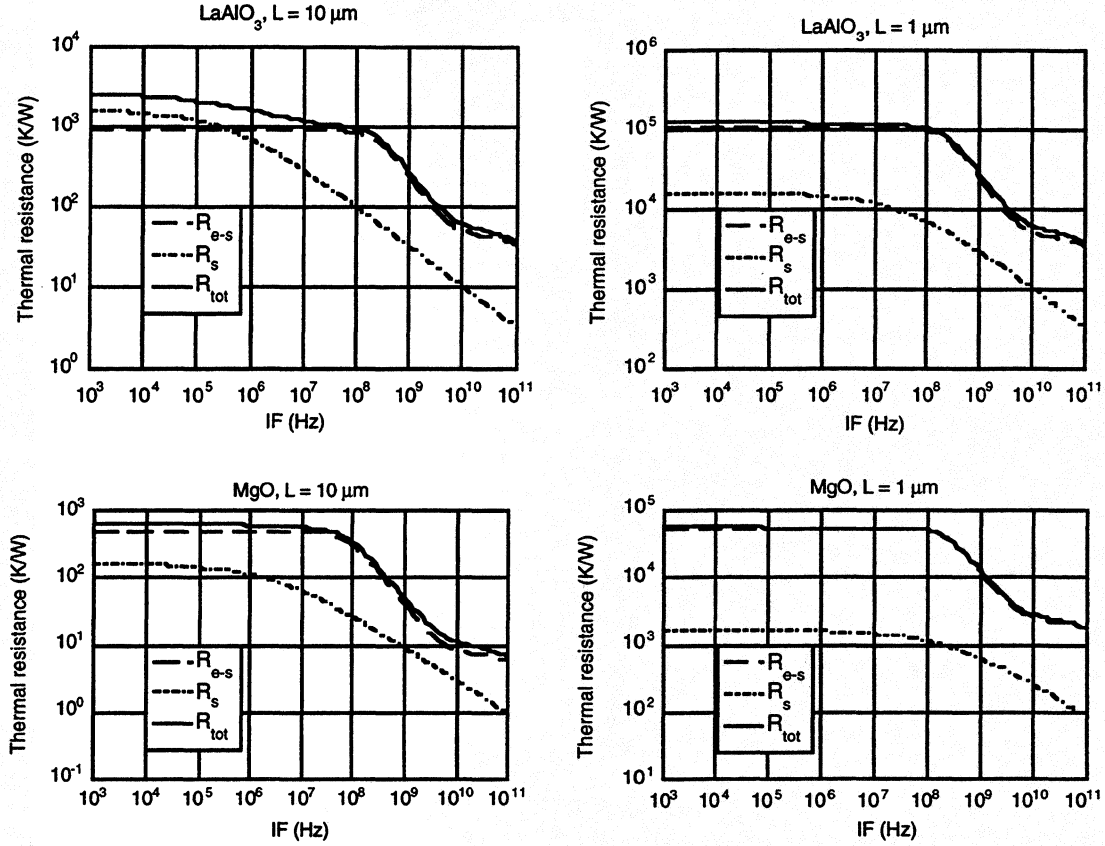 LaAlO3, L = 10 µm
Thermal resistance (K/W)
10^4
10^3
10^2
10^1
10^0
R_e-s
R_s
R_tot
10^3 10^4 10^5 10^6 10^7 10^8 10^9 10^10 10^11
IF (Hz)
LaAlO3, L = 1 µm
Thermal resistance (K/W)
10^6
10^5
10^4
10^3
10^2
R_e-s
R_s
R_tot
10^3 10^4 10^5 10^6 10^7 10^8 10^9 10^10 10^11
IF (Hz)
MgO, L = 10 µm
Thermal resistance (K/W)
10^3
10^2
10^1
10^0
10^-1
R_e-s
R_s
R_tot
10^3 10^4 10^5 10^6 10^7 10^8 10^9 10^10 10^11
IF (Hz)
MgO, L = 1 µm
Thermal resistance (K/W)
10^5
10^4
10^3
10^2
10^1
R_e-s
R_s
R_tot
10^3 10^4 10^5 10^6 10^7 10^8 10^9 10^10 10^11
IF (Hz)